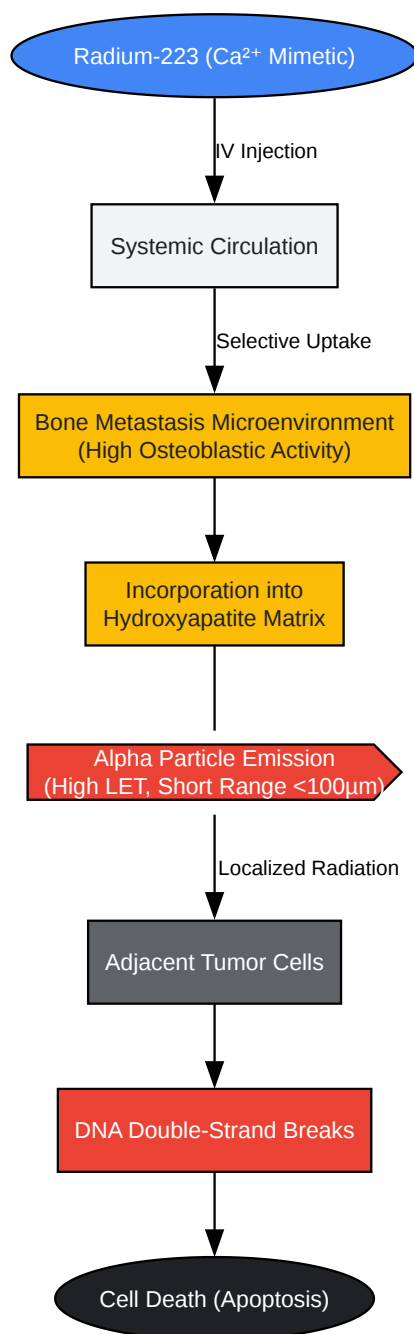 Radium-223 (Ca²⁺ Mimetic)
IV Injection
Systemic Circulation
Selective Uptake
Bone Metastasis Microenvironment
(High Osteoblastic Activity)
Incorporation into
Hydroxyapatite Matrix
Alpha Particle Emission
(High LET, Short Range <100µm)
Localized Radiation
Adjacent Tumor Cells
DNA Double-Strand Breaks
Cell Death (Apoptosis)